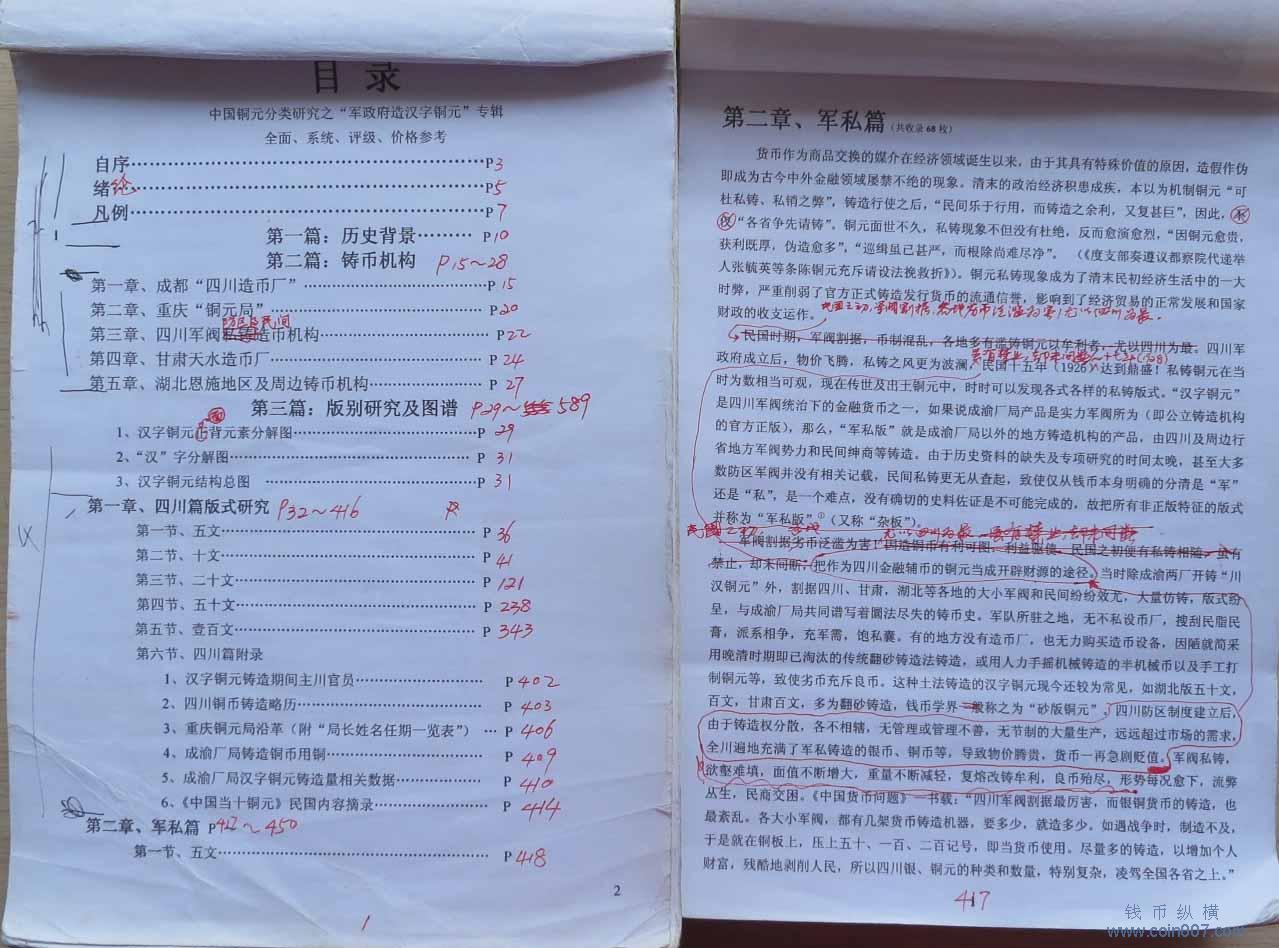 目 录
中国铜元分类研究之“军政府造汉字铜元”专辑
全面、系统、评级、价格参考
自序……………………………………………P3
绪论……………………………………………P5
凡例……………………………………………P7
1
第一篇：历史背景……… P10
第二篇：铸币机构 P15～28
第一章、成都“四川造币厂”……………………… P15
第二章、重庆“铜元局”……………………………P20
防区及民间
第三章、四川军阀私铸造币机构……………………P22
第四章、甘肃天水造币厂……………………………P24
第五章、湖北恩施地区及周边铸币机构……………P27
第三篇：版别研究及图谱 P29～589
1、汉字铜元正背元素分解图………………………P 29
2、“汉”字分解图…………………………………P 31
3、汉字铜元结构总图 ……………………………P 31
第一章、四川篇版式研究 P32～416
第一节、五文………………………………………P 36
第二节、十文………………………………………P 41
第三节、二十文……………………………………P 121
第四节、五十文……………………………………P 238
第五节、壹百文……………………………………P 343
第六节、四川篇附录
1、汉字铜元铸造期间主川官员………………… P 402
2、四川铜币铸造略历…………………………… P 403
3、重庆铜元局沿革（附“局长姓名任期一览表”） … P 406
4、成渝厂局铸造铜币用铜……………………… P 409
5、成渝厂局汉字铜元铸造量相关数据………… P 410
6、《中国当十铜元》民国内容摘录……………… P 414
第二章、军私篇 P417～450
第一节、五文……………………………………… P 418
2
1
第二章、军私篇（共收录 68 枚）
货币作为商品交换的媒介在经济领域诞生以来，由于其具有特殊价值的原因，造假作伪
即成为古今中外金融领域屡禁不绝的现象。清末的政治经济积患成疾，本以为机制铜元“可
杜私铸、私销之弊”，铸造行使之后，“民间乐于行用，而铸造之余利，又复甚巨”，因此，
“各省争先请铸”。铜元面世不久，私铸现象不但没有杜绝，反而愈演愈烈，“因铜元愈贵，
获利既厚，伪造愈多”，“巡缉虽已甚严，而根除尚难尽净”。（《度支部奏遵议都察院代递举
人张毓英等条陈铜元充斥请设法挽救折》）。铜元私铸现象成为了清末民初经济生活中的一大
时弊，严重削弱了官方正式铸造发行货币的流通信誉，影响到了经济贸易的正常发展和国家
财政的收支运作。
民国时期，军阀割据，币制混乱，各地多有滥铸铜元以牟利者，尤以四川为最。四川军
政府成立后，物价飞腾，私铸之风更为波澜，民国十五年（1926）达到鼎盛！私铸铜元在当
时为数相当可观，现在传世及出土铜元中，时时可以发现各式各样的私铸版式。“汉字铜元”
是四川军阀统治下的金融货币之一，如果说成渝厂局产品是实力军阀所为（即公立铸造机构
的官方正版），那么，“军私版”就是成渝厂局以外的地方铸造机构的产品，由四川及周边行
省地方军阀势力和民间绅商等铸造。由于历史资料的缺失及专项研究的时间太晚，甚至大多
数防区军阀并没有相关记载，民间私铸更无从查起，致使仅从钱币本身明确的分清是“军”
还是“私”，是一个难点，没有确切的史料佐证是不可能完成的，故把所有非正版特征的版式
并称为“军私版”①（又称“杂板”）。
军阀割据劣币泛滥为害！因造铜币有利可图，利益驱使，民国之初便有私铸相随，虽有
禁止，却未间断；把作为四川金融辅币的铜元当成开辟财源的途径。当时除成渝两厂开铸“川
汉铜元”外，割据四川、甘肃，湖北等各地的大小军阀和民间纷纷效尤，大量仿铸，版式纷
呈，与成渝厂局共同谱写着圜法尽失的铸币史。军队所驻之地，无不私设币厂，搜刮民脂民
膏，派系相争，充军需，饱私囊。有的地方没有造币厂，也无力购买造币设备，因陋就简采
用晚清时期即已淘汰的传统翻砂铸造法铸造，或用人力手摇机械铸造的半机械币以及手工打
制铜元等，致使劣币充斥良币。这种土法铸造的汉字铜元现今还较为常见，如湖北版五十文，
百文，甘肃百文，多为翻砂铸造，钱币学界一般称之为“砂版铜元”。四川防区制度建立后，
由于铸造权分散，各不相辖，无管理或管理不善，无节制的大量生产，远远超过市场的需求，
全川遍地充满了军私铸造的银币、铜币等，导致物价腾贵，货币一再急剧贬值。军阀私铸，
欲壑难填，面值不断增大，重量不断减轻，复熔改铸牟利，良币殆尽，形势每况愈下，流弊
丛生，民商交困。《中国货币问题》一书载：“四川军阀割据最厉害，而银铜货币的铸造，也
最紊乱。各大小军阀，都有几架货币铸造机器，要多少，就造多少。如遇战争时，制造不及，
于是就在铜板上，压上五十、一百、二百记号，即当货币使用。尽量多的铸造，以增加个人
财富，残酷地剥削人民，所以四川银、铜元的种类和数量，特别复杂，凌驾全国各省之上。”
417
钱币纵横
www.coin007.com